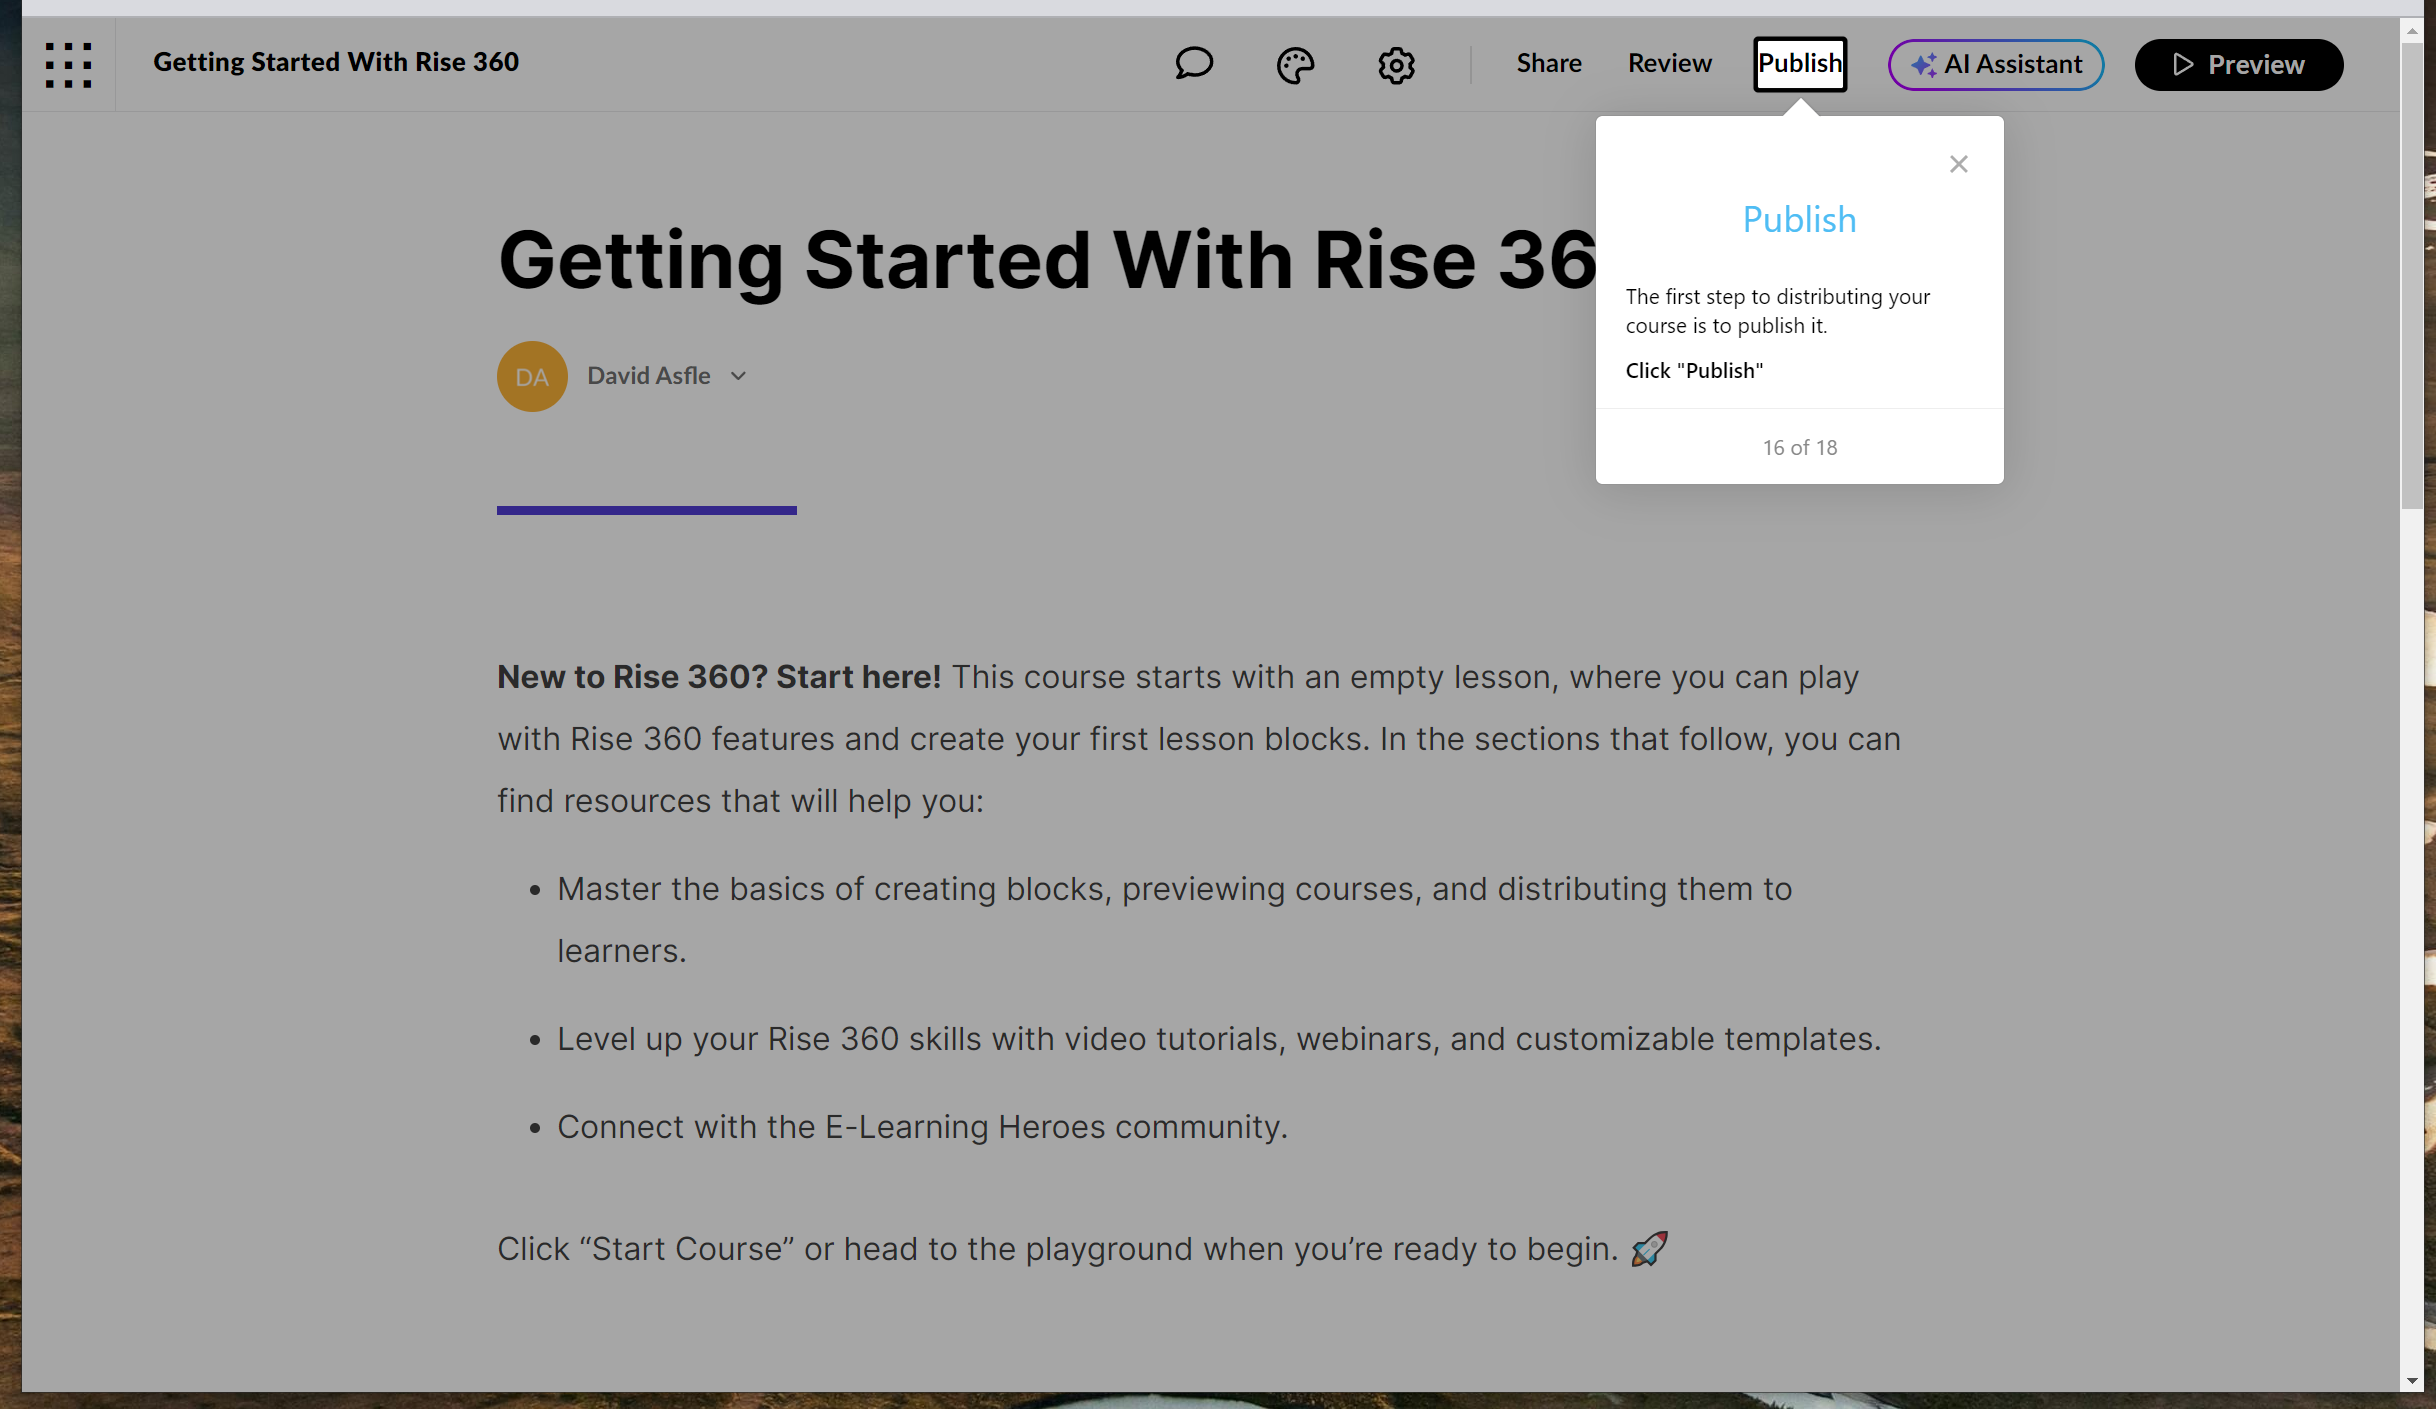 Getting Started With Rise 360
Share
Review
Publish
AI Assistant
Preview
Publish
The first step to distributing your
course is to publish it.
Click "Publish"
16 of 18
Getting Started With Rise 36
DA
David Asfle
New to Rise 360? Start here! This course starts with an empty lesson, where you can play
with Rise 360 features and create your first lesson blocks. In the sections that follow, you can
find resources that will help you:
• Master the basics of creating blocks, previewing courses, and distributing them to
learners.
• Level up your Rise 360 skills with video tutorials, webinars, and customizable templates.
• Connect with the E-Learning Heroes community.
Click “Start Course” or head to the playground when you’re ready to begin. 🚀